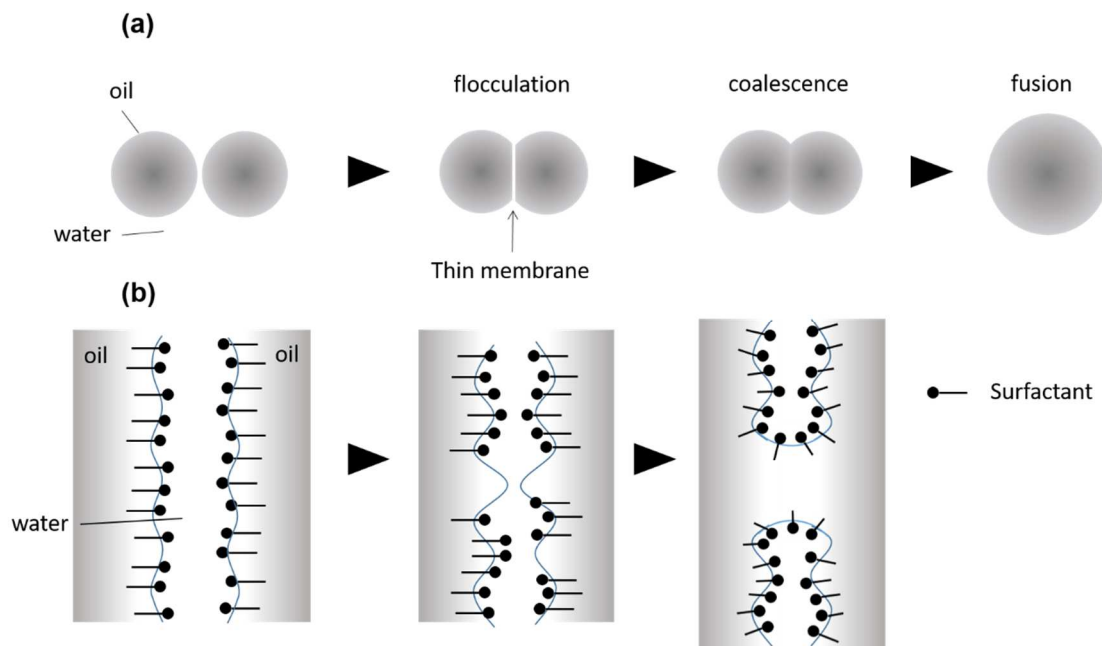 (a)
oil
water
flocculation
coalescence
fusion
Thin membrane
(b)
oil
oil
water
Surfactant